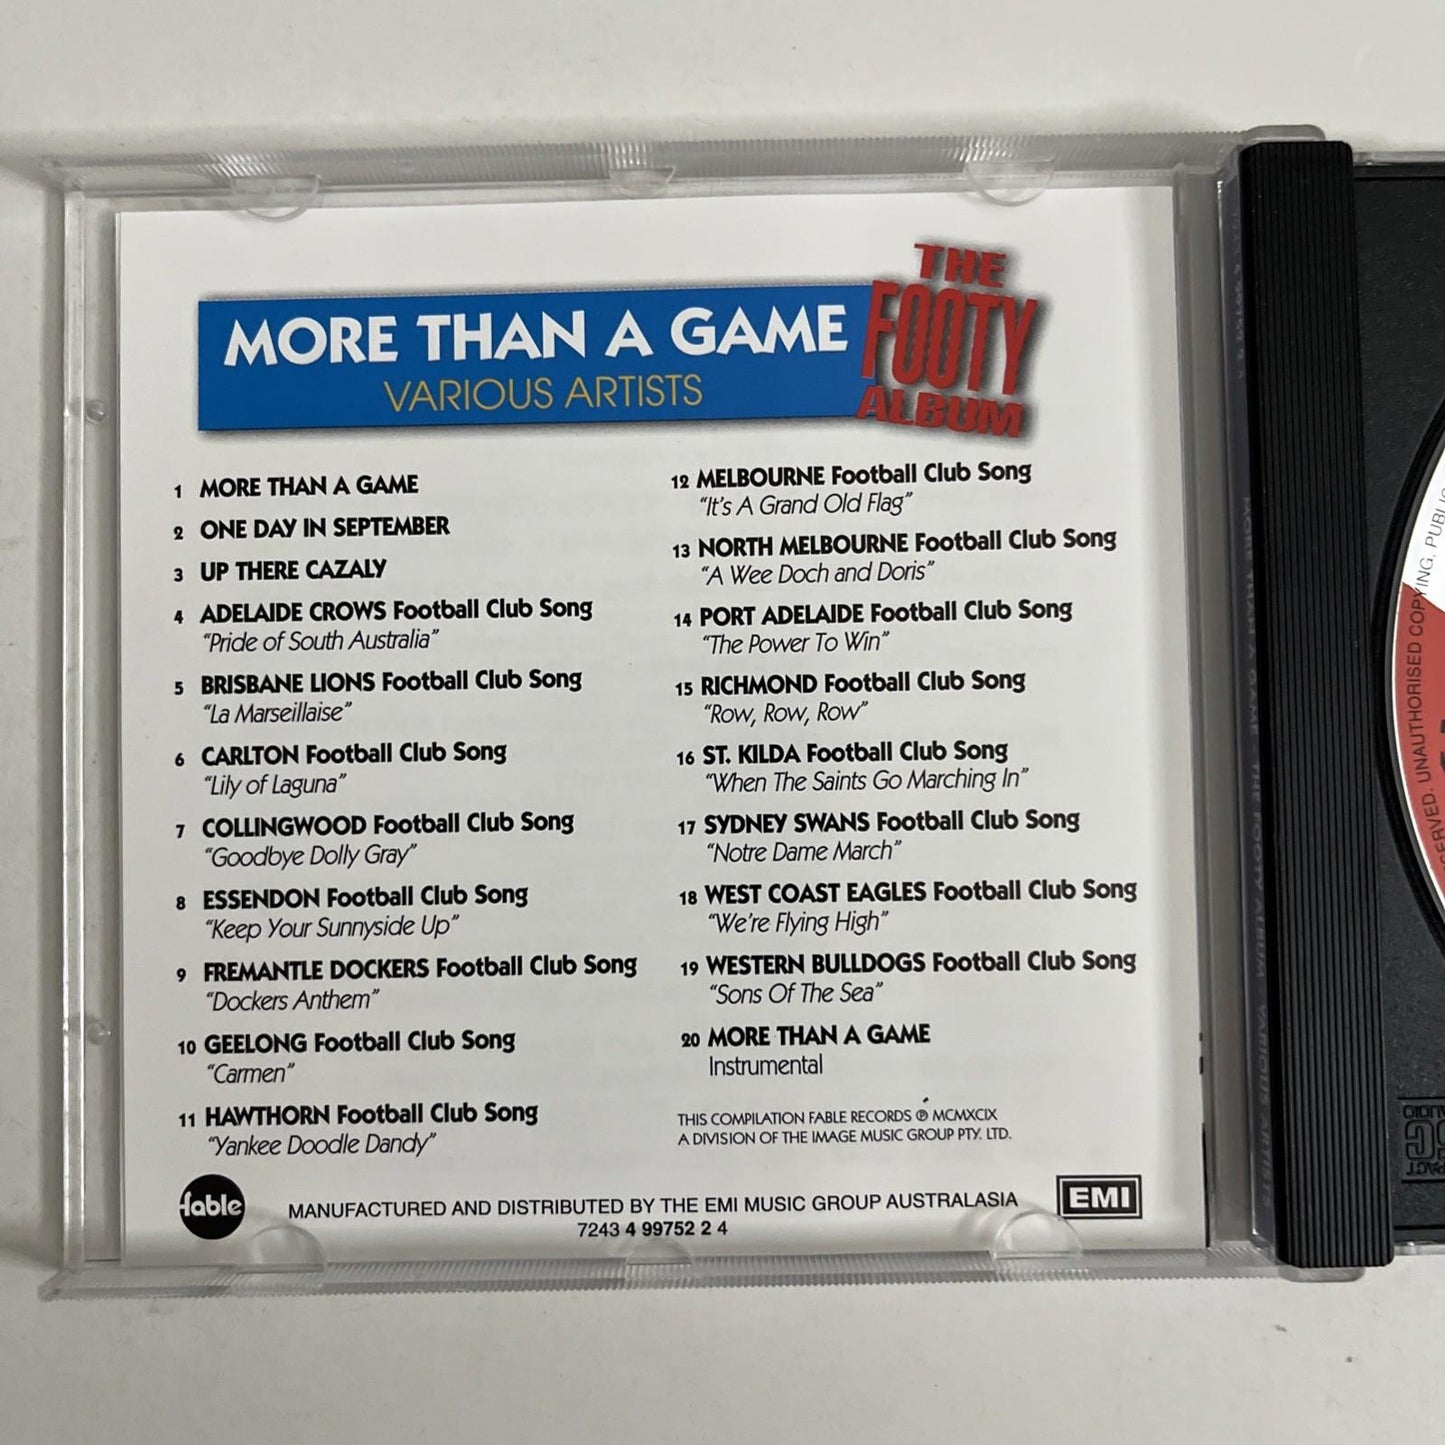 MORE THAN A GAME
VARIOUS ARTISTS
THE
FOOTY
ALBUM
1 MORE THAN A GAME
2 ONE DAY IN SEPTEMBER
3 UP THERE CAZALY
4 ADELAIDE CROWS Football Club Song
"Pride of South Australia"
5 BRISBANE LIONS Football Club Song
"La Marseillaise"
6 CARLTON Football Club Song
"Lily of Laguna"
7 COLLINGWOOD Football Club Song
"Goodbye Dolly Gray"
8 ESSENDON Football Club Song
"Keep Your Sunnyside Up"
9 FREMANTLE DOCKERS Football Club Song
"Dockers Anthem"
10 GEELONG Football Club Song
"Carmen"
11 HAWTHORN Football Club Song
"Yankee Doodle Dandy"
12 MELBOURNE Football Club Song
"It's A Grand Old Flag"
13 NORTH MELBOURNE Football Club Song
"A Wee Doch and Doris"
14 PORT ADELAIDE Football Club Song
"The Power To Win"
15 RICHMOND Football Club Song
"Row, Row, Row"
16 ST. KILDA Football Club Song
"When The Saints Go Marching In"
17 SYDNEY SWANS Football Club Song
"Notre Dame March"
18 WEST COAST EAGLES Football Club Song
"We're Flying High"
19 WESTERN BULLDOGS Football Club Song
"Sons Of The Sea"
20 MORE THAN A GAME
Instrumental
THIS COMPILATION FABLE RECORDS ℗ MCMXCIX
A DIVISION OF THE IMAGE MUSIC GROUP PTY. LTD.
fable
MANUFACTURED AND DISTRIBUTED BY THE EMI MUSIC GROUP AUSTRALASIA
7243 4 99752 2 4
EMI
MORE THAN A GAME THE FOOTY ALBUM VARIOUS ARTISTS
UNAUTHORISED COPYING,